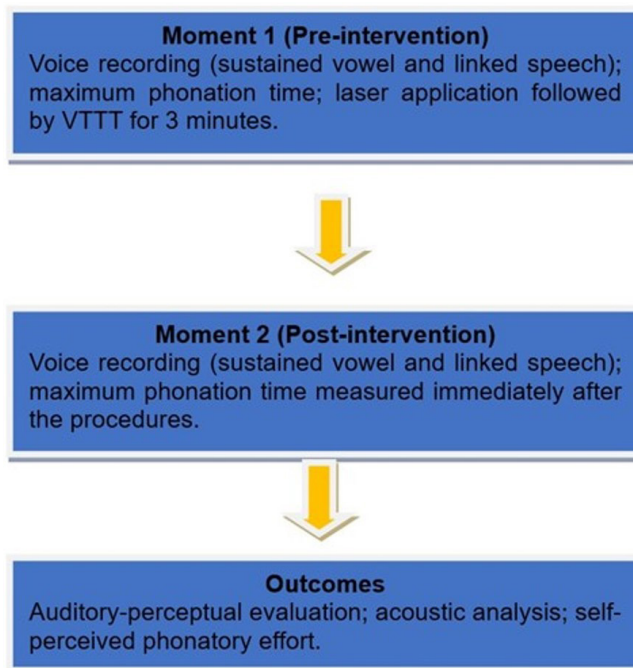 Moment 1 (Pre-intervention)
Voice recording (sustained vowel and linked speech);
maximum phonation time; laser application followed
by VTTT for 3 minutes.
Moment 2 (Post-intervention)
Voice recording (sustained vowel and linked speech);
maximum phonation time measured immediately after
the procedures.
Outcomes
Auditory-perceptual evaluation; acoustic analysis; self-
perceived phonatory effort.